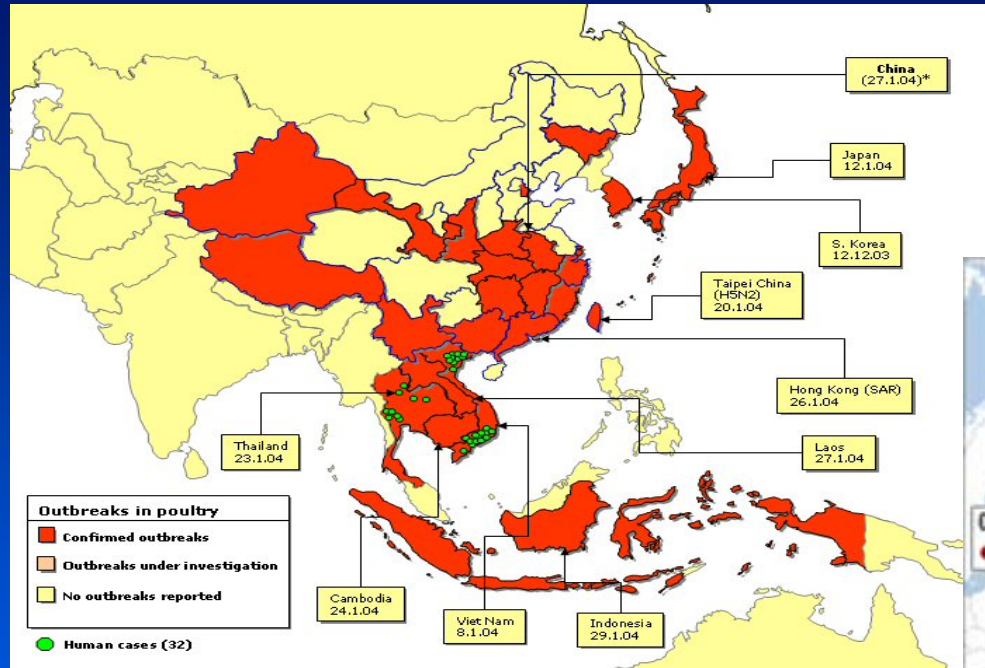 China
(27.1.04)*
Japan
12.1.04
S. Korea
12.12.03
Taipei China
(H5N2)
20.1.04
Hong Kong (SAR)
26.1.04
Laos
27.1.04
Thailand
23.1.04
Cambodia
24.1.04
Viet Nam
8.1.04
Indonesia
29.1.04
Outbreaks in poultry
Confirmed outbreaks
Outbreaks under investigation
No outbreaks reported
Human cases (32)